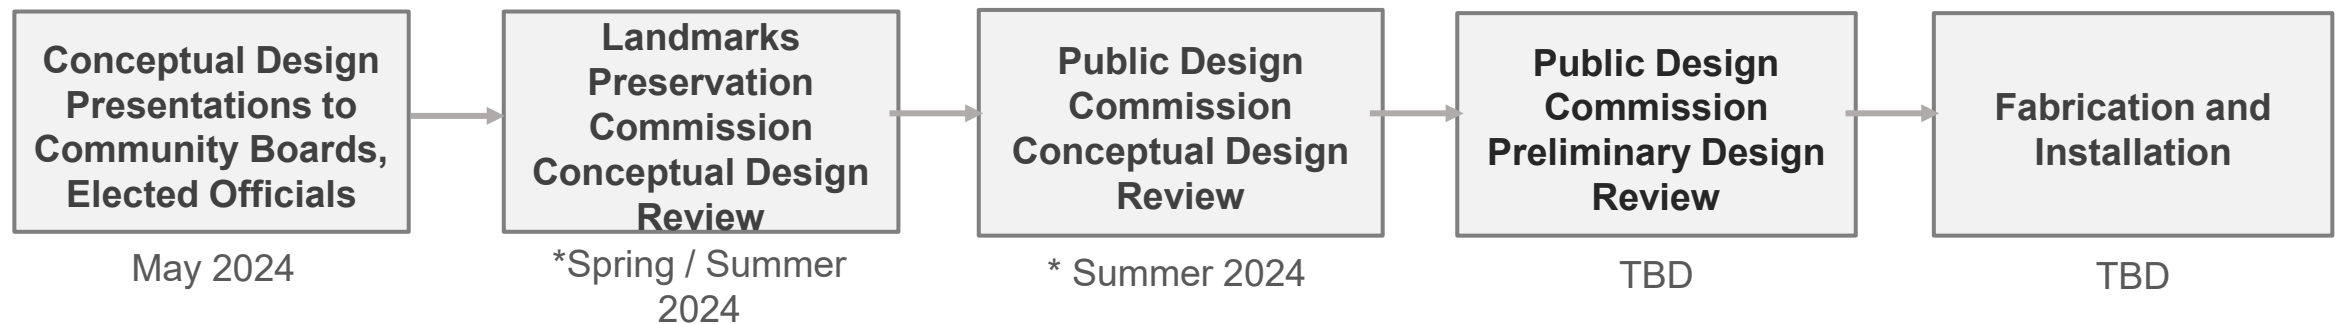 Conceptual Design
Presentations to
Community Boards,
Elected Officials
May 2024
Landmarks
Preservation
Commission
Conceptual Design
Review
*Spring / Summer
2024
Public Design
Commission
Conceptual Design
Review
* Summer 2024
Public Design
Commission
Preliminary Design
Review
TBD
Fabrication and
Installation
TBD